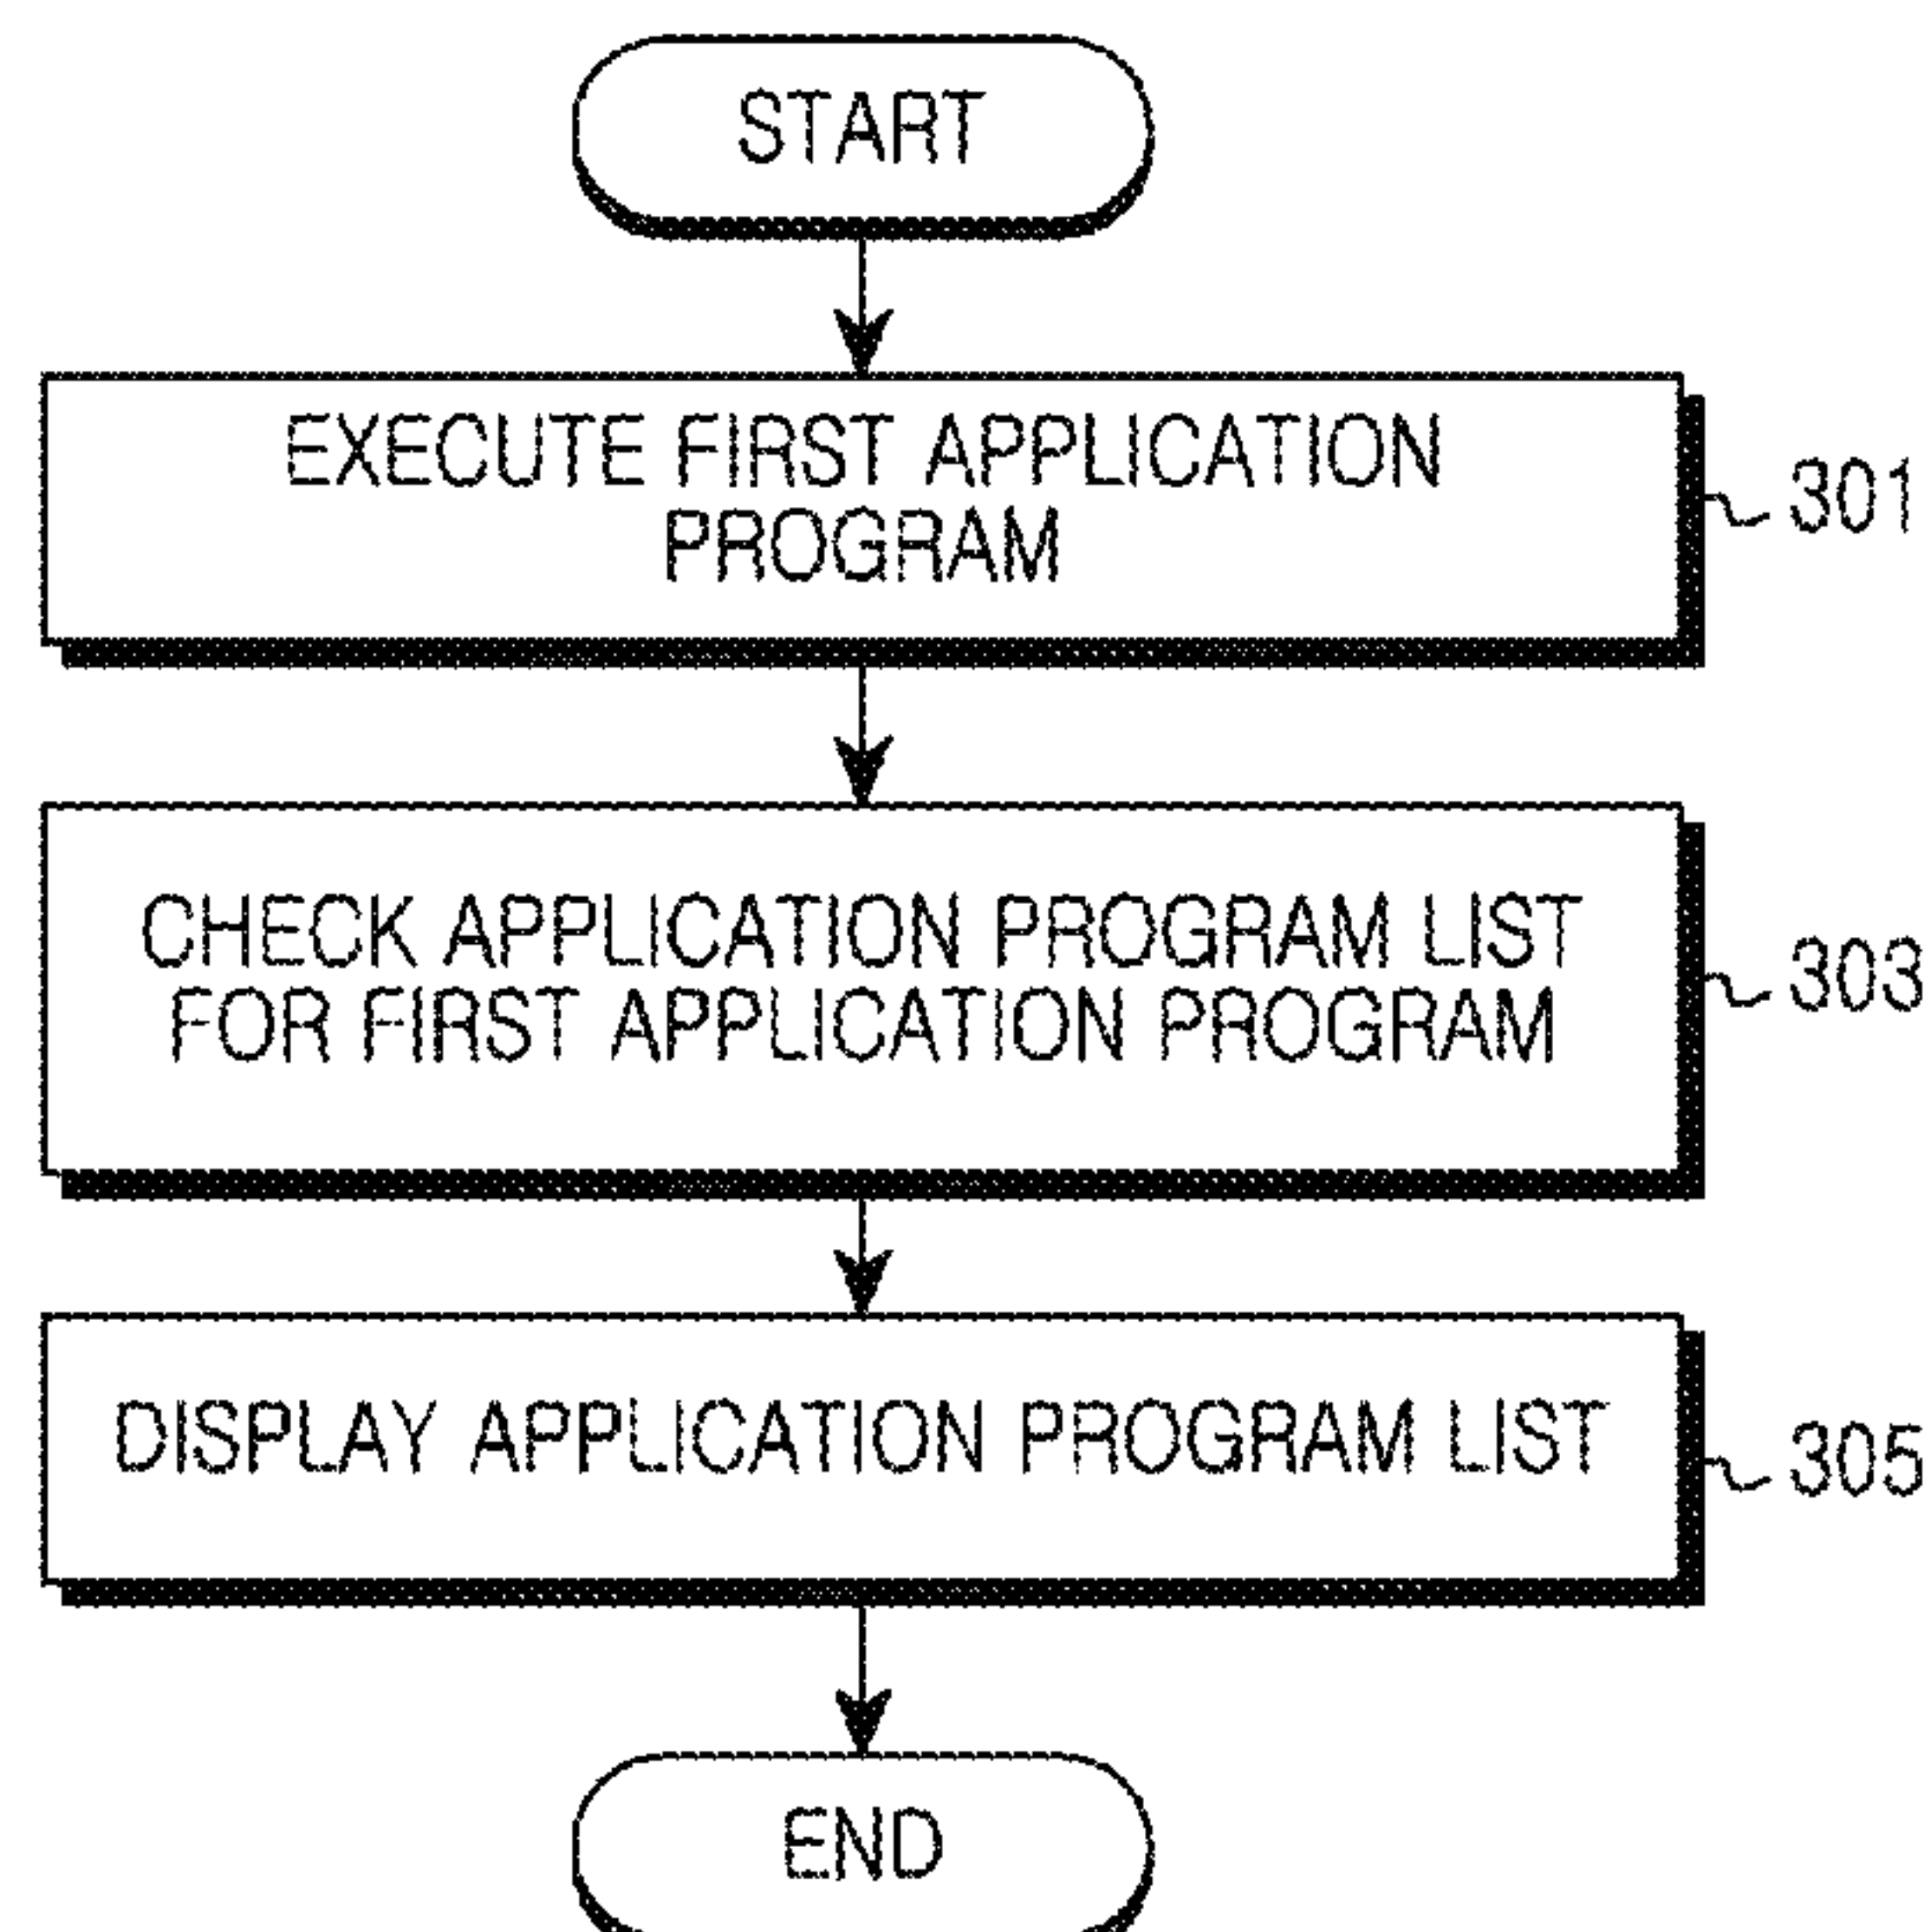 START
EXECUTE FIRST APPLICATION
PROGRAM
301
CHECK APPLICATION PROGRAM LIST
FOR FIRST APPLICATION PROGRAM
303
DISPLAY APPLICATION PROGRAM LIST
305
END